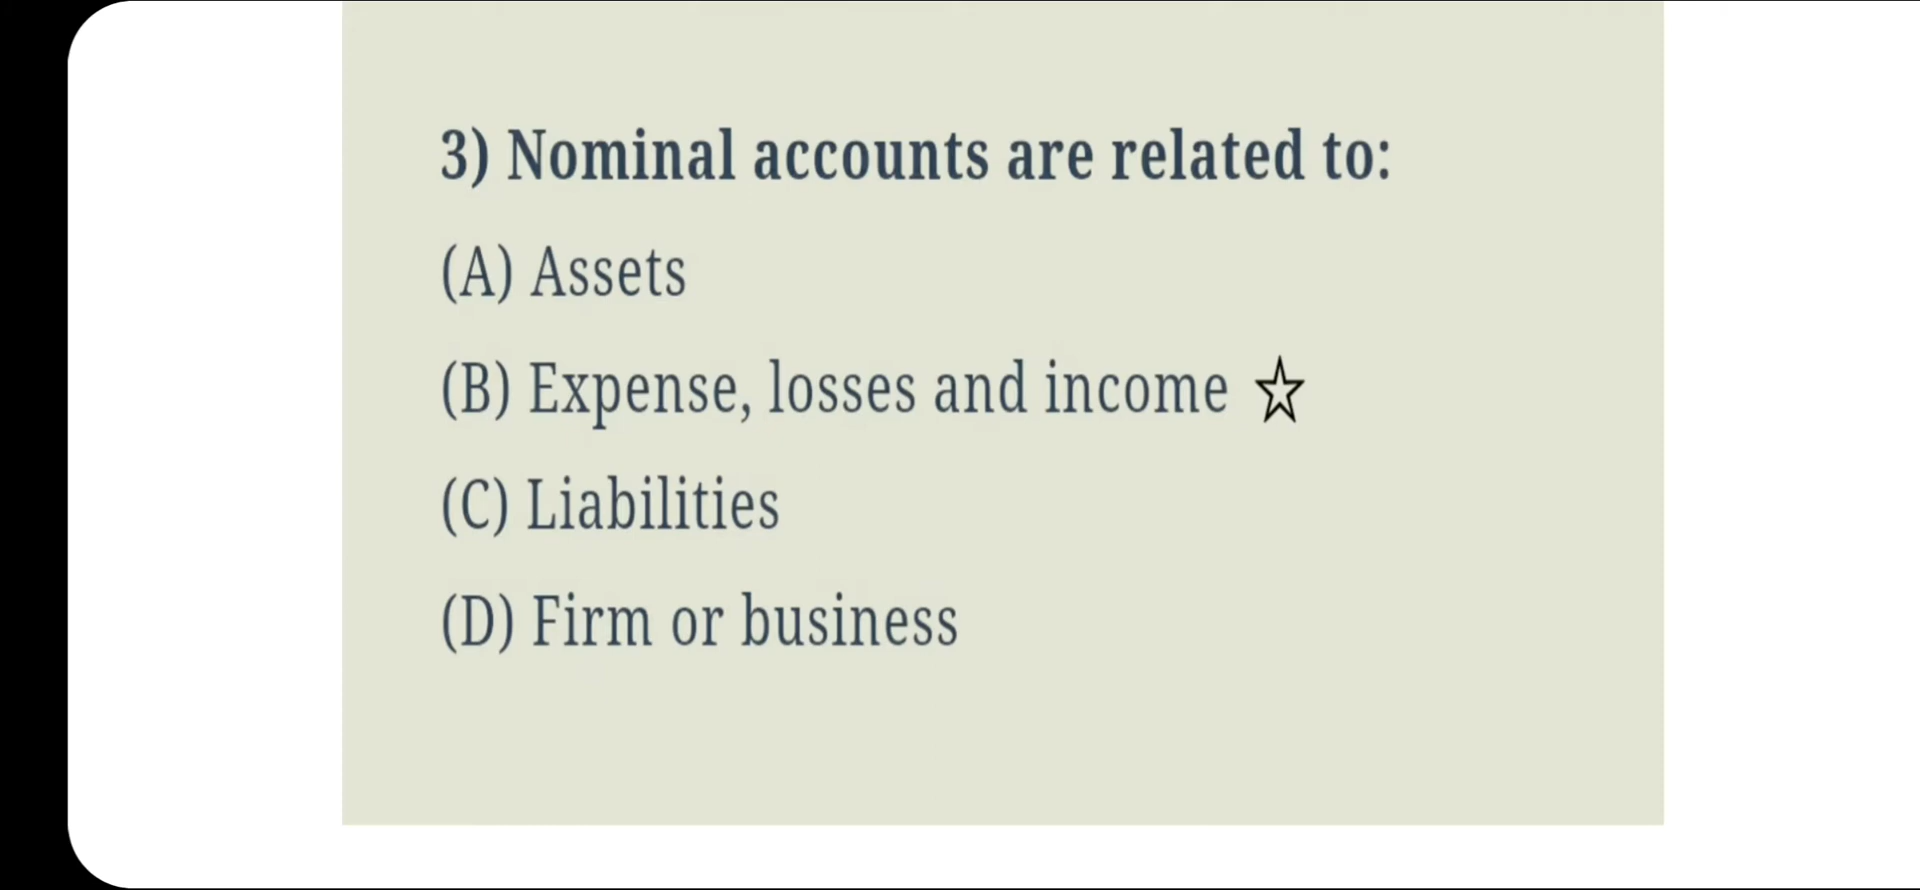 3) Nominal accounts are related to:
(A) Assets
(B) Expense, losses and income ☆
(C) Liabilities
(D) Firm or business